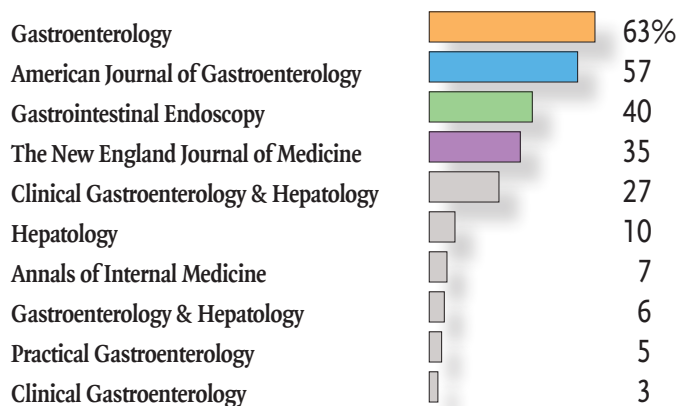 Gastroenterology 63%
American Journal of Gastroenterology 57
Gastrointestinal Endoscopy 40
The New England Journal of Medicine 35
Clinical Gastroenterology & Hepatology 27
Hepatology 10
Annals of Internal Medicine 7
Gastroenterology & Hepatology 6
Practical Gastroenterology 5
Clinical Gastroenterology 3